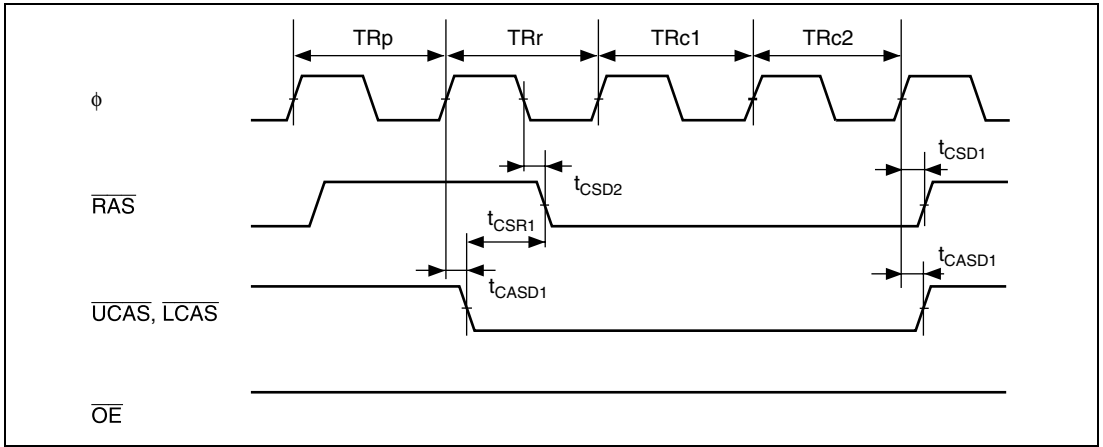 TRp TRr TRc1 TRc2
ϕ
tCSD1
tCSD2
RAS
tCSR1
tCASD1
tCASD1
UCAS, LCAS
OE